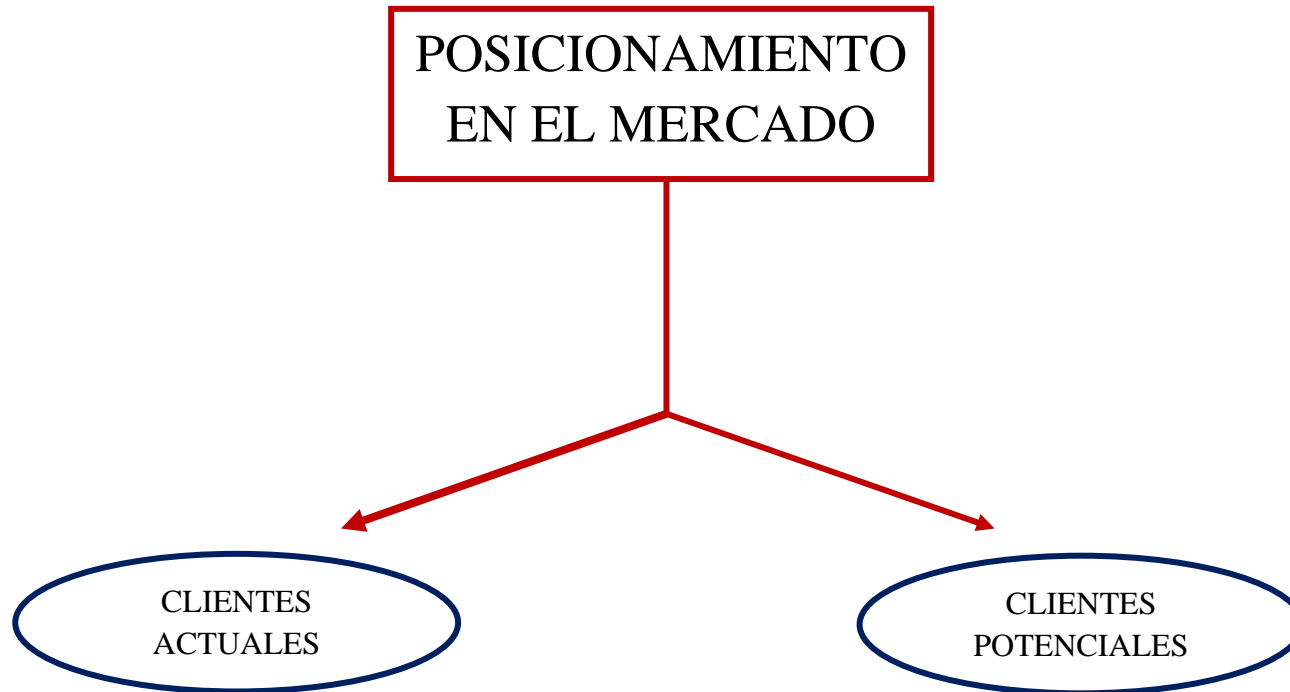 POSICIONAMIENTO
EN EL MERCADO
CLIENTES
ACTUALES
CLIENTES
POTENCIALES